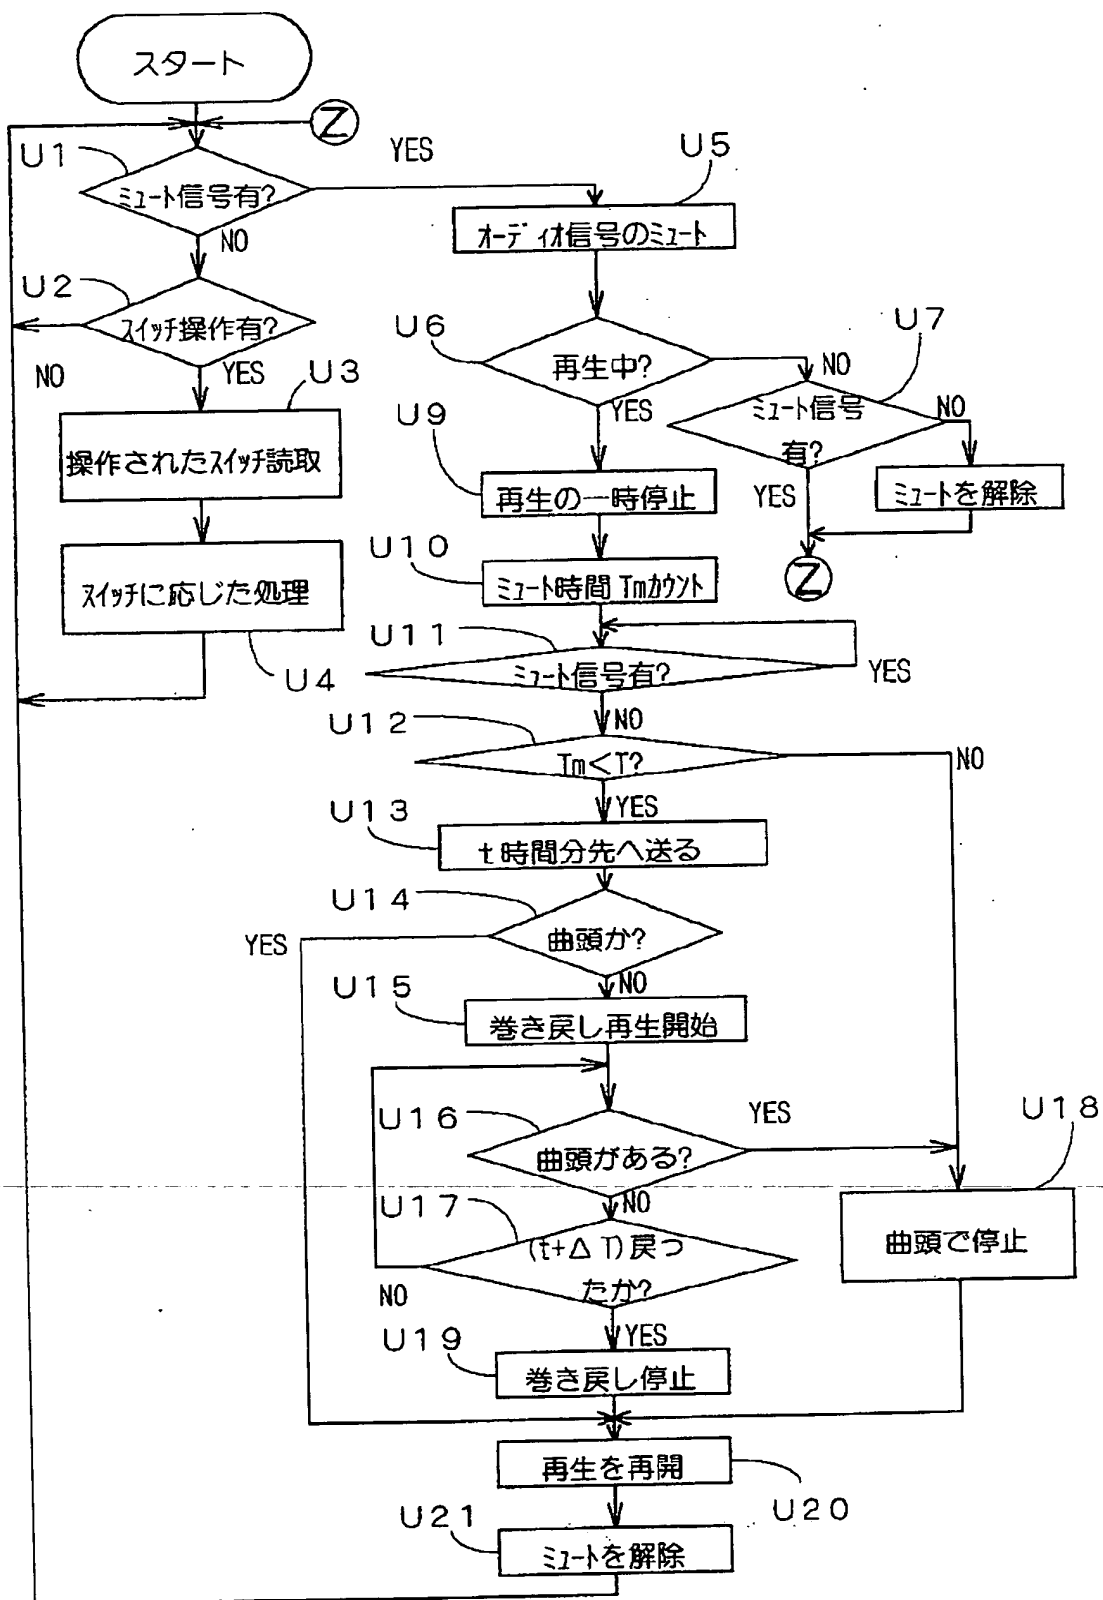 スタート
Z
U1
ミュート信号有?
YES
NO
U2
スイッチ操作有?
NO
YES
U3
操作されたスイッチ読取
スイッチに応じた処理
U4
U5
オーディオ信号のミュート
U6
再生中?
NO
YES
U7
ミュート信号
有?
NO
YES
ミュートを解除
Z
U9
再生の一時停止
U10
ミュート時間Tmカウント
U11
ミュート信号有?
YES
NO
U12
Tm<T?
NO
YES
U13
t時間分先へ送る
U14
曲頭か?
YES
NO
U15
巻き戻し再生開始
U16
曲頭がある?
YES
NO
U17
(t+ΔT)戻っ
たか?
NO
YES
U18
曲頭で停止
U19
巻き戻し停止
再生を再開
U20
U21
ミュートを解除